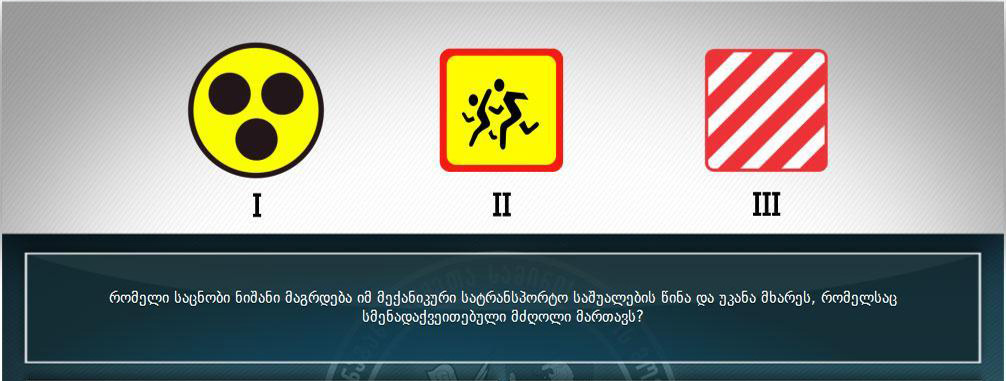 I II III
რომელი საცნობი ნიშანი მაგრდება იმ მექანიკური სატრანსპორტო საშუალების წინა და უკანა მხარეს, რომელსაც
სმენადაქვეითებული მძღოლი მართავს?